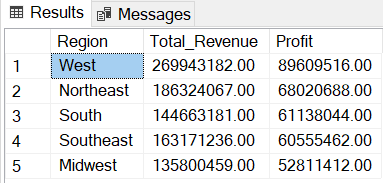 Results Messages
Region Total_Revenue Profit
1 West 269943182.00 89609516.00
2 Northeast 186324067.00 68020688.00
3 South 144663181.00 61138044.00
4 Southeast 163171236.00 60555462.00
5 Midwest 135800459.00 52811412.00